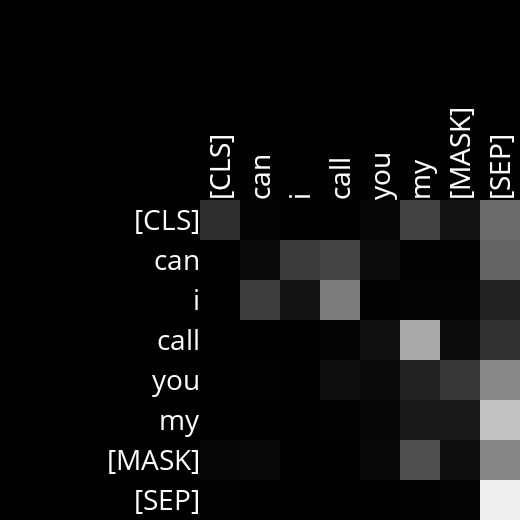 [CLS] can i call you my [MASK] [SEP]
[CLS]
can
i
call
you
my
[MASK]
[SEP]